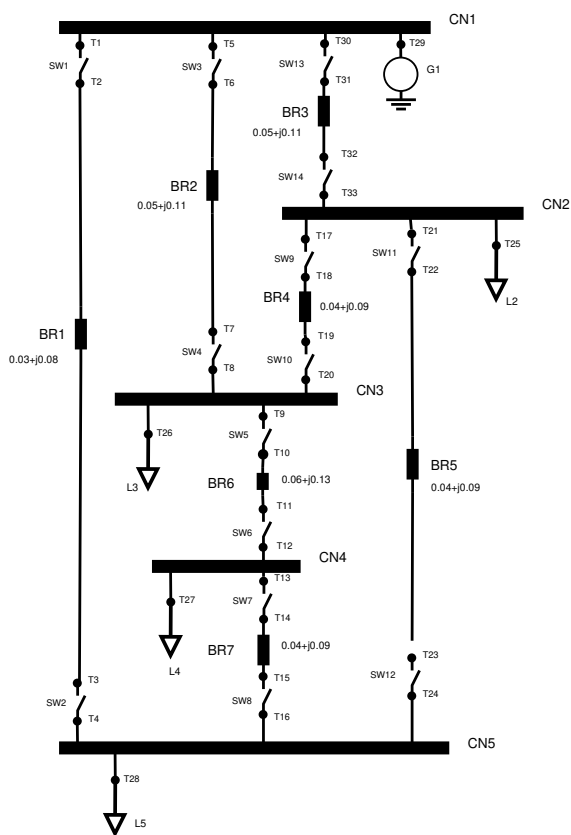 CN1
T1
T5
T30
T29
SW1
SW3
SW13
G1
T2
T6
T31
BR3
0.05+j0.11
T32
BR2
SW14
0.05+j0.11
T33
CN2
T17
T21
T25
SW9
SW11
T18
T22
BR4
0.04+j0.09
L2
BR1
T7
T19
0.03+j0.08
SW4
SW10
T8
T20
CN3
T26
T9
SW5
T10
BR5
L3
BR6
0.06+j0.13
0.04+j0.09
T11
SW6
T12
CN4
T27
T13
SW7
T14
L4
BR7
0.04+j0.09
T23
T3
T15
SW12
SW2
SW8
T24
T4
T16
CN5
T28
L5